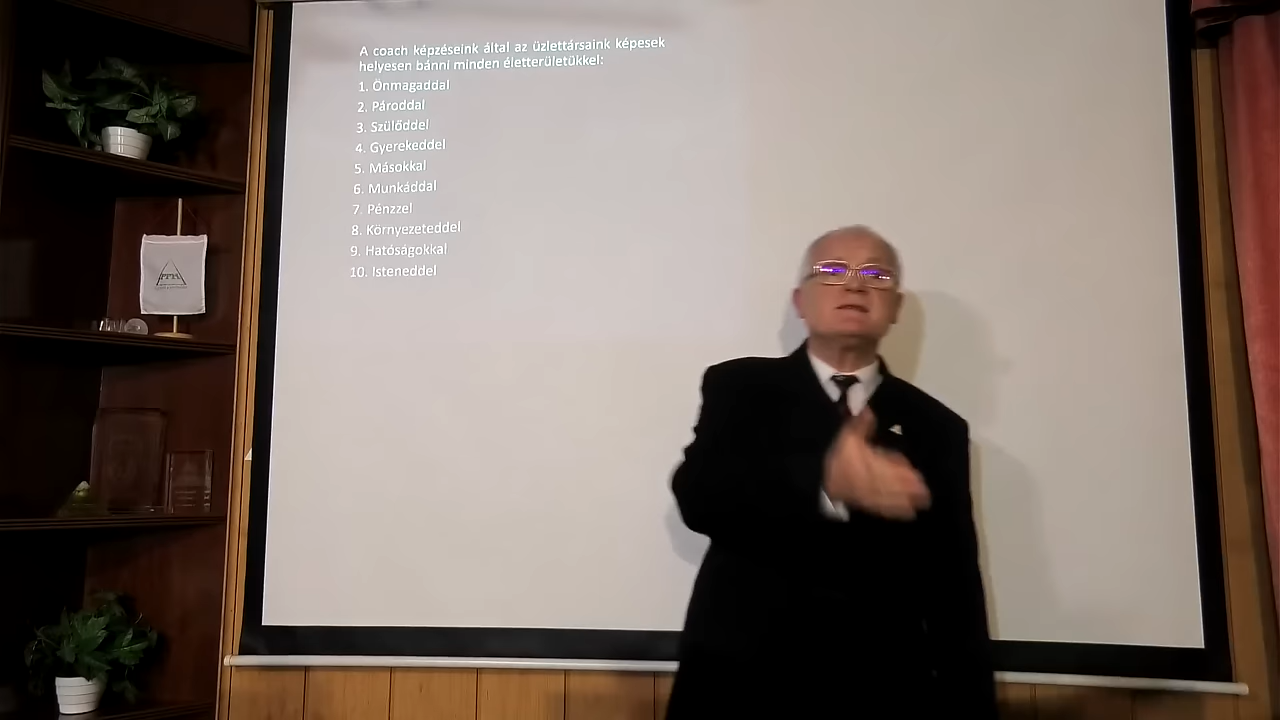 A coach képzéseink által az üzlettársaink képesek
helyesen bánni minden életterületükkel:
1. Önmagaddal
2. Pároddal
3. Szülőddel
4. Gyerekeddel
5. Másokkal
6. Munkáddal
7. Pénzzel
8. Környezeteddel
9. Hatóságokkal
10. Isteneddel